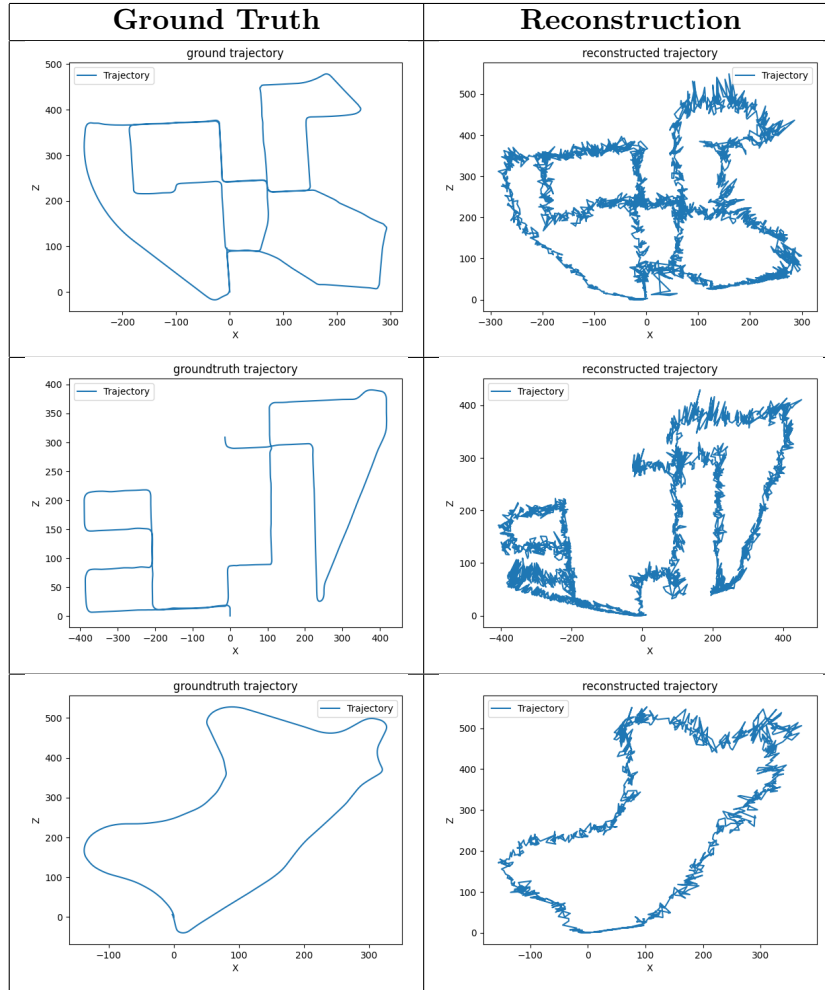 Ground Truth Reconstruction
ground trajectory
Trajectory
500
400
300
200
100
0
Z
−200 −100 0 100 200 300
X
reconstructed trajectory
Trajectory
500
400
300
200
100
0
Z
−300 −200 −100 0 100 200 300
X
groundtruth trajectory
Trajectory
400
350
300
250
200
150
100
50
0
Z
−400 −300 −200 −100 0 100 200 300 400
X
reconstructed trajectory
Trajectory
400
300
200
100
0
Z
−400 −200 0 200 400
X
groundtruth trajectory
Trajectory
500
400
300
200
100
0
Z
−100 0 100 200 300
X
reconstructed trajectory
Trajectory
500
400
300
200
100
0
Z
−100 0 100 200 300
X